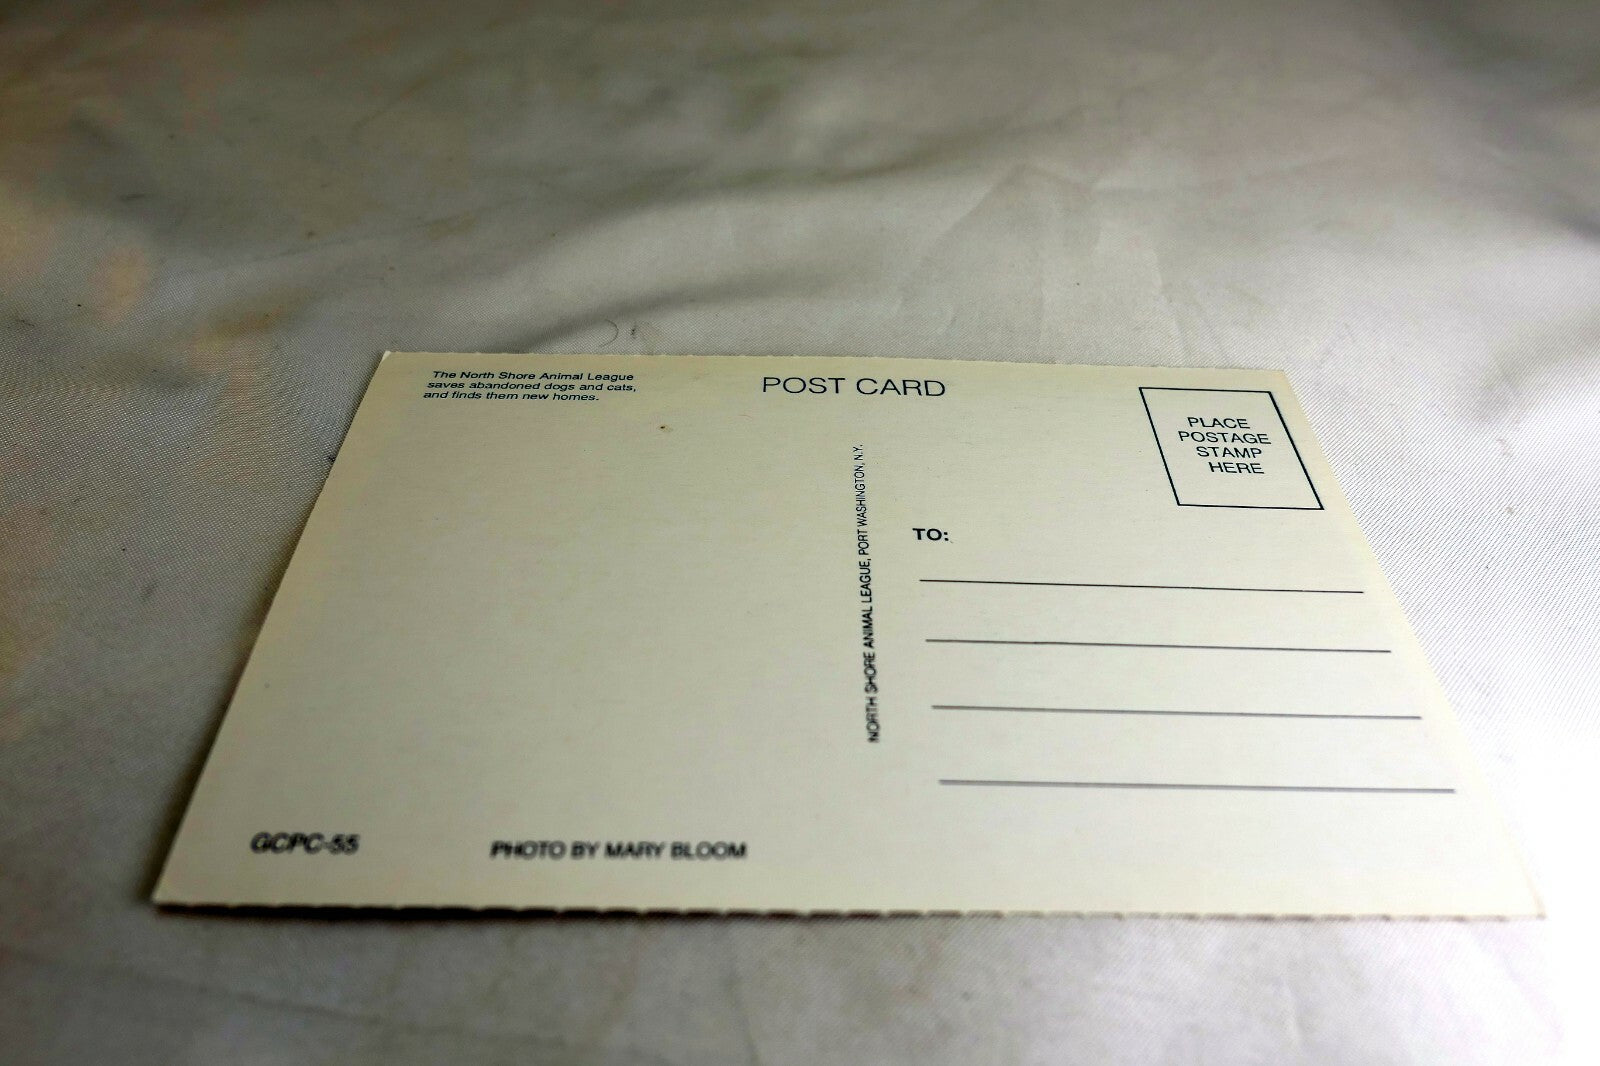 The North Shore Animal League
saves abandoned dogs and cats,
and finds them new homes.
POST CARD
PLACE
POSTAGE
STAMP
HERE
NORTH SHORE ANIMAL LEAGUE, PORT WASHINGTON, N.Y.
TO:
GCPC-55
PHOTO BY MARY BLOOM